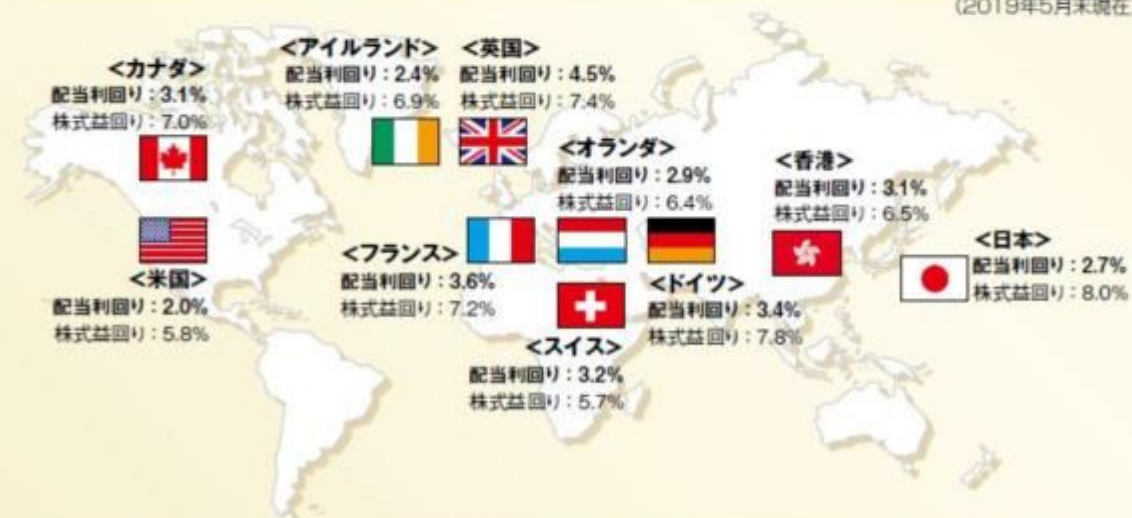 (2019年5月末現在
<カナダ>
配当利回り:3.1%
株式益回り:7.0%
<アイルランド>
配当利回り:2.4%
株式益回り:6.9%
<英国>
配当利回り:4.5%
株式益回り:7.4%
<オランダ>
配当利回り:2.9%
株式益回り:6.4%
<香港>
配当利回り:3.1%
株式益回り:6.5%
<日本>
配当利回り:2.7%
株式益回り:8.0%
<米国>
配当利回り:2.0%
株式益回り:5.8%
<フランス>
配当利回り:3.6%
株式益回り:7.2%
<ドイツ>
配当利回り:3.4%
株式益回り:7.8%
<スイス>
配当利回り:3.2%
株式益回り:5.7%